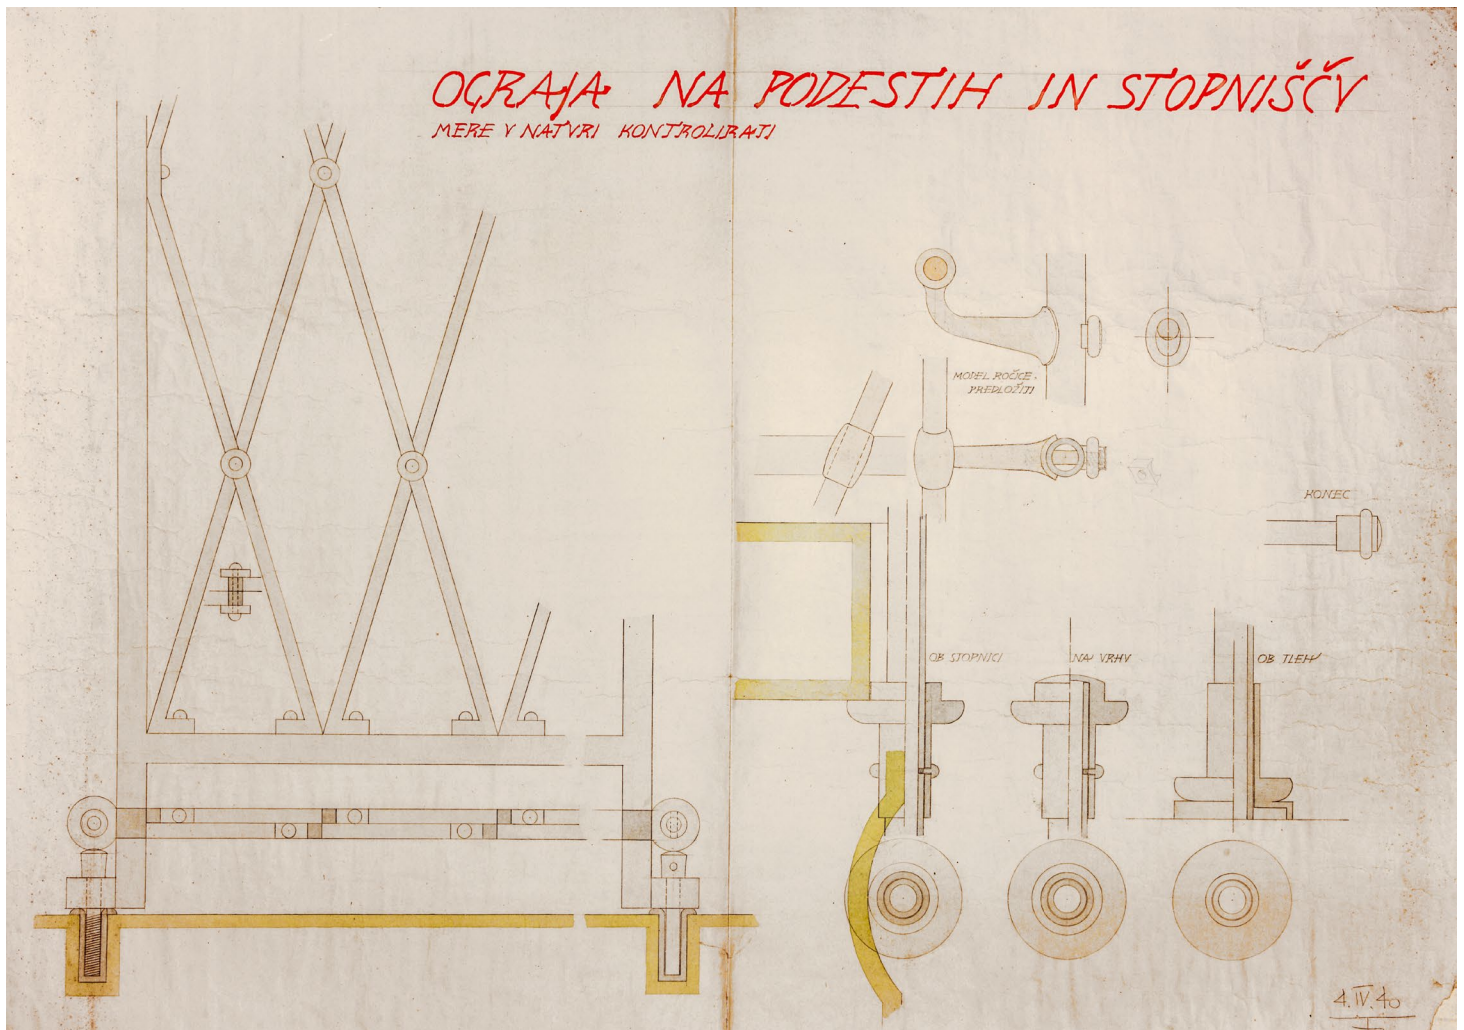 OGRAJA NA PODESTIH IN STOPNIŠČV
MERE V NATVRI KONTROLIRATI
MODEL ROČICE.
PREDLOŽITI
KONEC
OB STOPNICI
NA VRHV
OB TLEH
4.IV.40